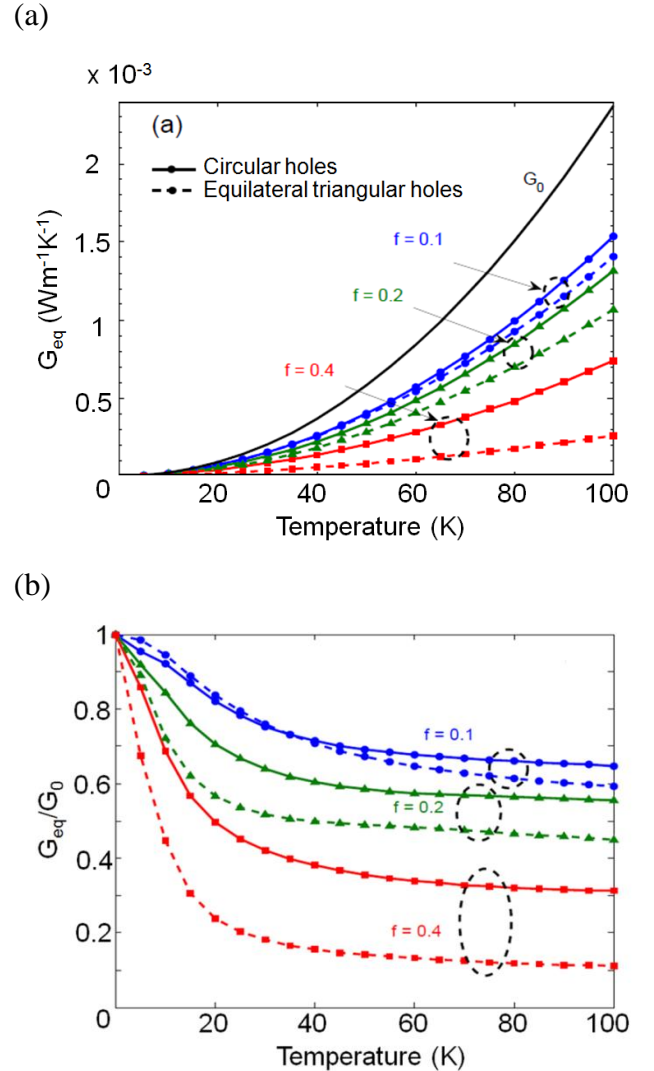 (a)
x 10⁻³
(a)
Circular holes
Equilateral triangular holes
G₀
f = 0.1
f = 0.2
f = 0.4
2
1.5
1
0.5
0
20
40
60
80
100
G_eq (Wm⁻¹K⁻¹)
Temperature (K)
(b)
1
0.8
0.6
0.4
0.2
0
f = 0.1
f = 0.2
f = 0.4
20
40
60
80
100
G_eq/G₀
Temperature (K)